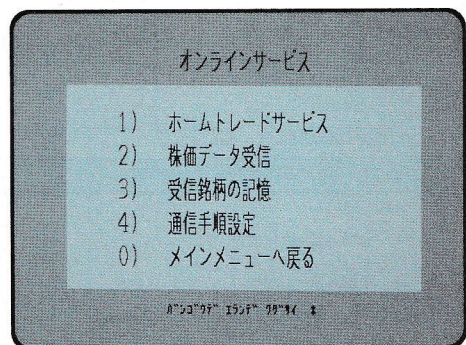 オンラインサービス
1) ホームトレードサービス
2) 株価データ受信
3) 受信銘柄の記憶
4) 通信手順設定
0) メインメニューへ戻る
ﾊﾞﾝｺﾞｳﾃﾞ ｴﾗﾝﾃﾞ ｸﾀﾞｻｲ